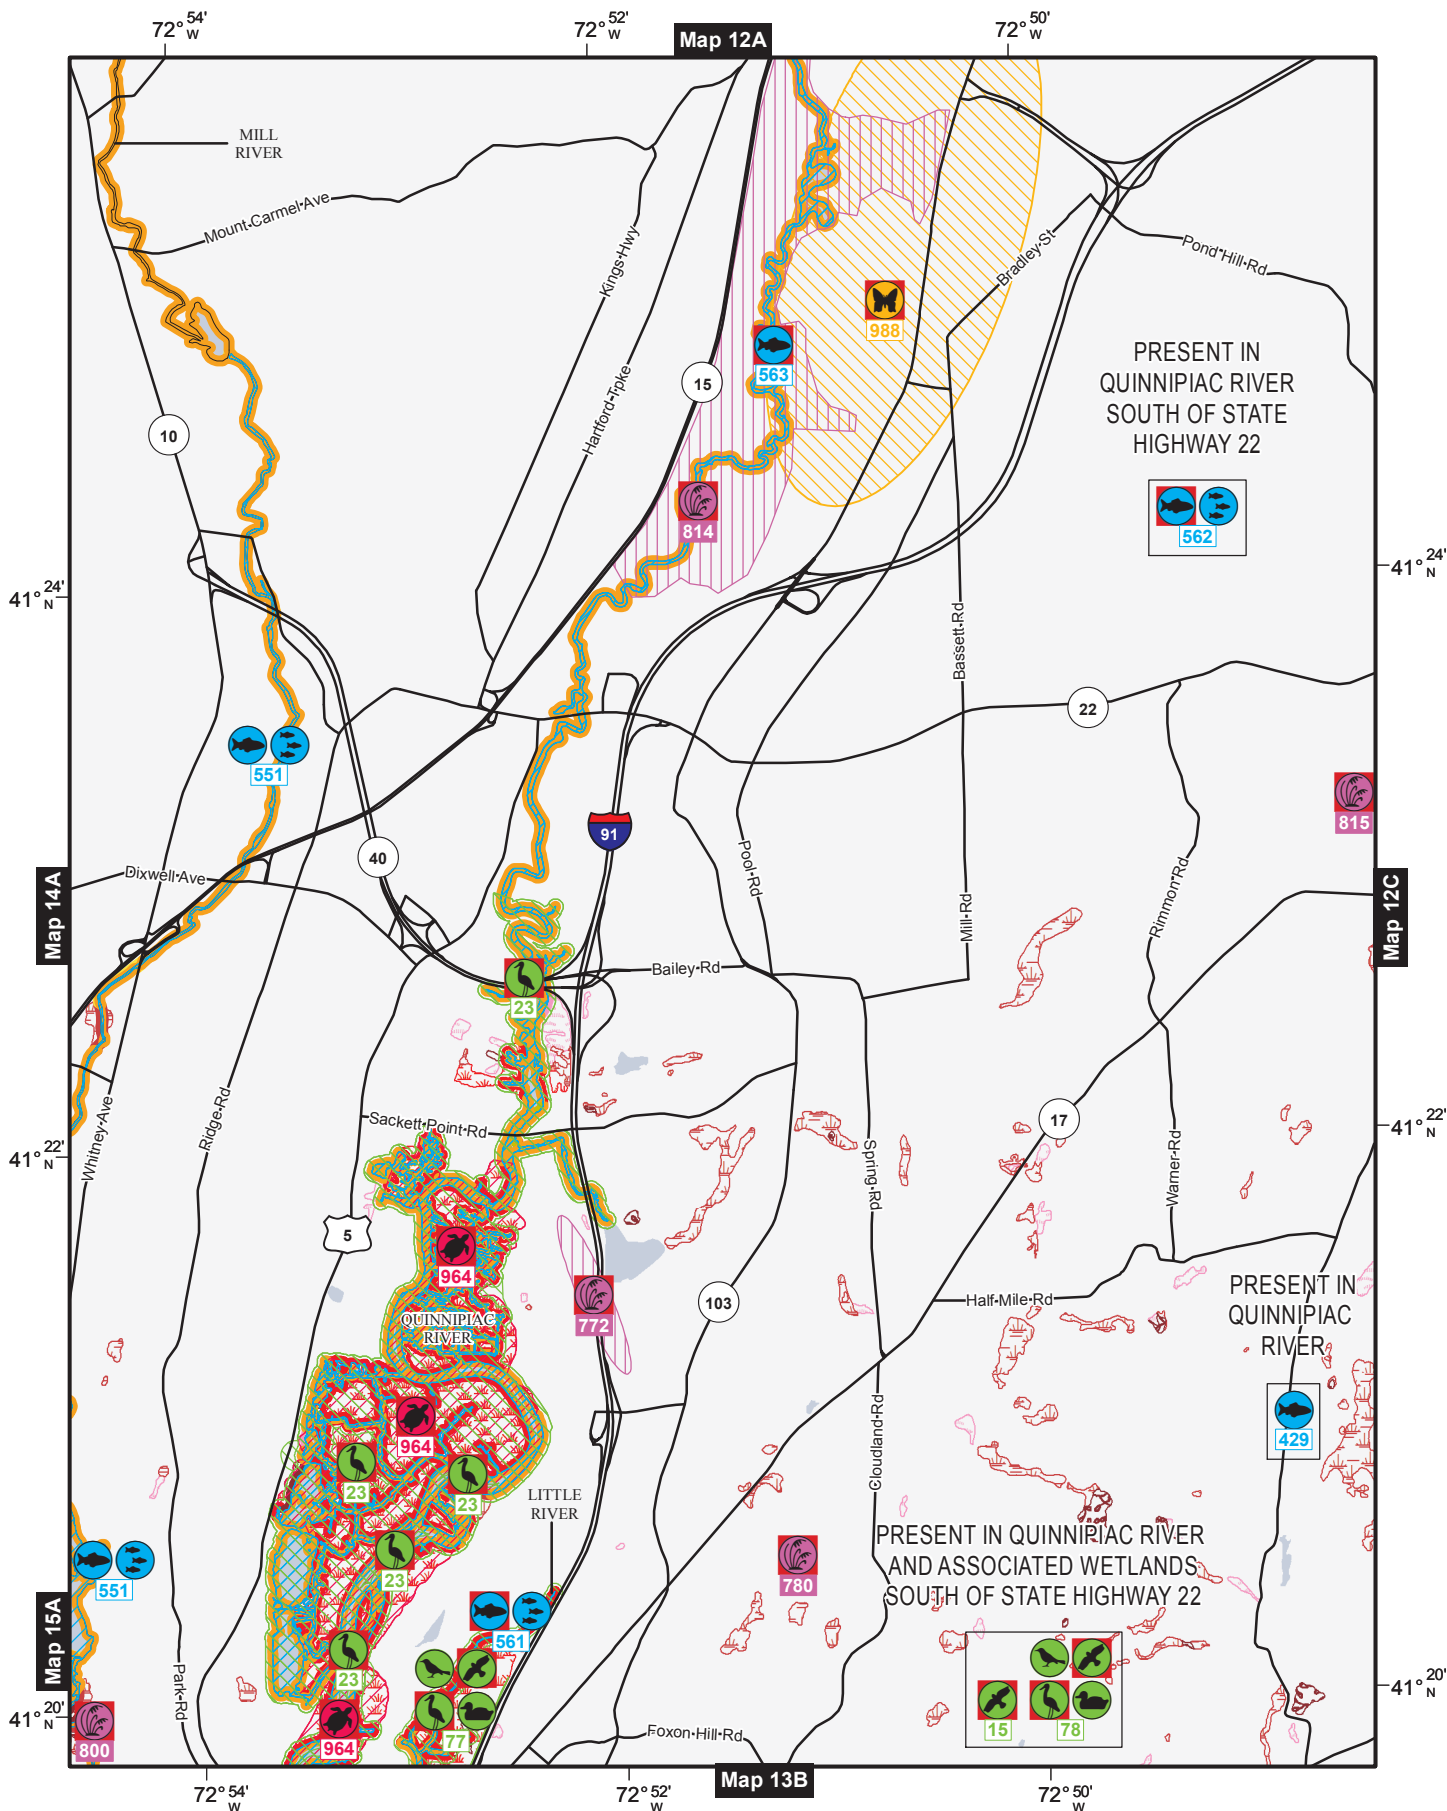 72° 54' W
72° 52' W
72° 50' W
Map 12A
MILL
RIVER
Mount Carmel Ave
Kings Hwy
Bradley St
Pond Hill Rd
988
563
PRESENT IN
QUINNIPIAC RIVER
SOUTH OF STATE
HIGHWAY 22
15
Hartford Tpke
10
814
562
41° 24' N
41° 24' N
Bassett Rd
22
551
815
91
40
Dixwell Ave
Pool Rd
Rimmon Rd
Mill Rd
Map 14A
Map 12C
Bailey Rd
23
Whitney Ave
Ridge Rd
Sackett Point Rd
17
41° 22' N
41° 22' N
Spring Rd
Warner Rd
5
964
772
103
Half Mile Rd
QUINNIPIAC
RIVER
PRESENT IN
QUINNIPIAC
RIVER
964
429
Cloudland Rd
23
23
LITTLE
RIVER
PRESENT IN QUINNIPIAC RIVER
AND ASSOCIATED WETLANDS
SOUTH OF STATE HIGHWAY 22
551
23
780
561
Map 15A
23
Park Rd
41° 20' N
41° 20' N
800
964
77
Foxon Hill Rd
15
78
Map 13B
72° 54' W
72° 52' W
72° 50' W